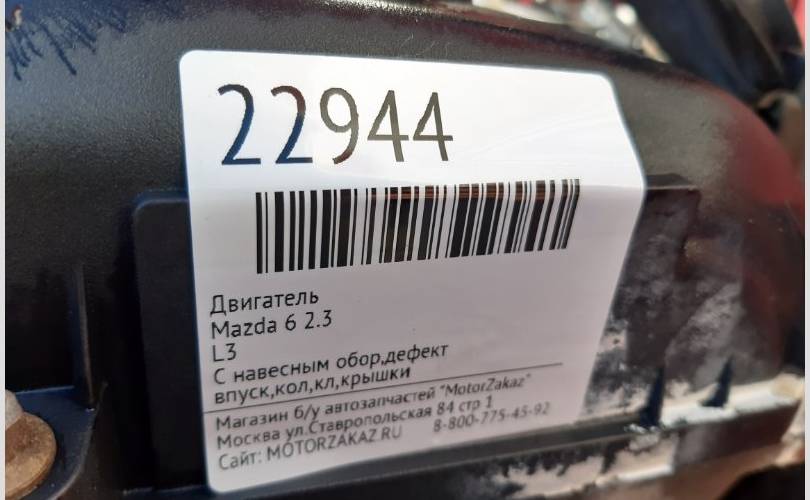 22944
Двигатель
Mazda 6 2.3
L3
С навесным обор,дефект
впуск,кол,кл,крышки
Магазин б/у автозапчастей "MotorZakaz"
Москва ул.Ставропольская 84 стр 1
Сайт: MOTORZAKAZ.RU 8-800-775-45-92